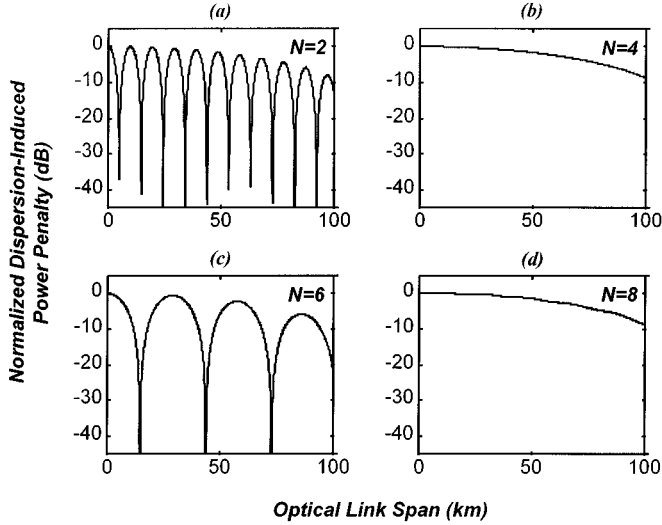 (a)
(b)
0
-10
-20
-30
-40
N=2
0
50
100
0
-10
-20
-30
-40
N=4
0
50
100
(c)
(d)
0
-10
-20
-30
-40
N=6
0
50
100
0
-10
-20
-30
-40
N=8
0
50
100
Normalized Dispersion-Induced
Power Penalty (dB)
Optical Link Span (km)